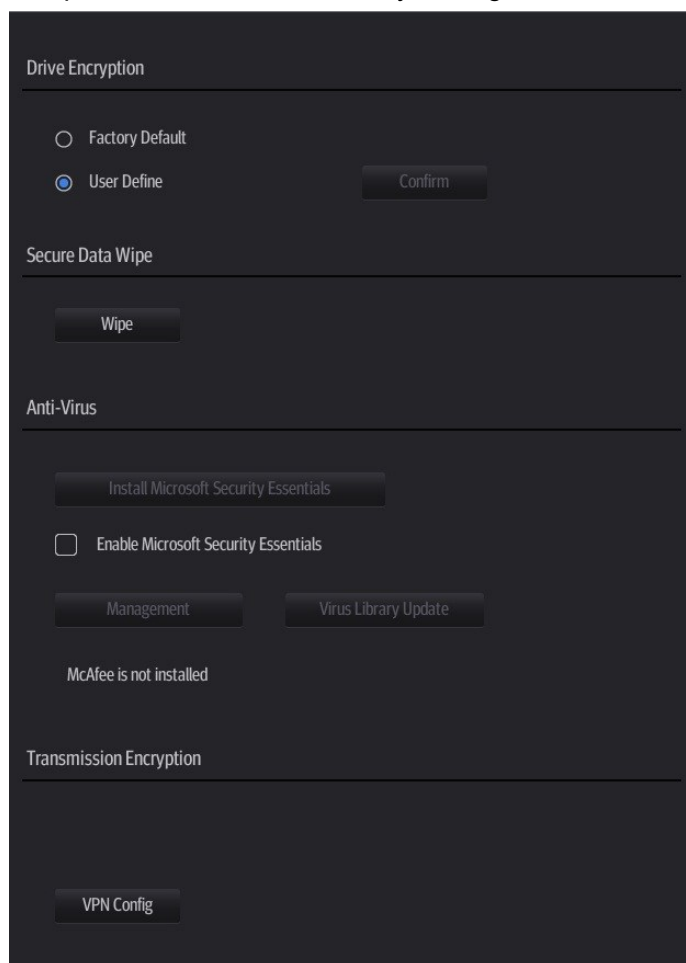 Drive Encryption
Factory Default
User Define
Confirm
Secure Data Wipe
Wipe
Anti-Virus
Install Microsoft Security Essentials
Enable Microsoft Security Essentials
Management
Virus Library Update
McAfee is not installed
Transmission Encryption
VPN Config